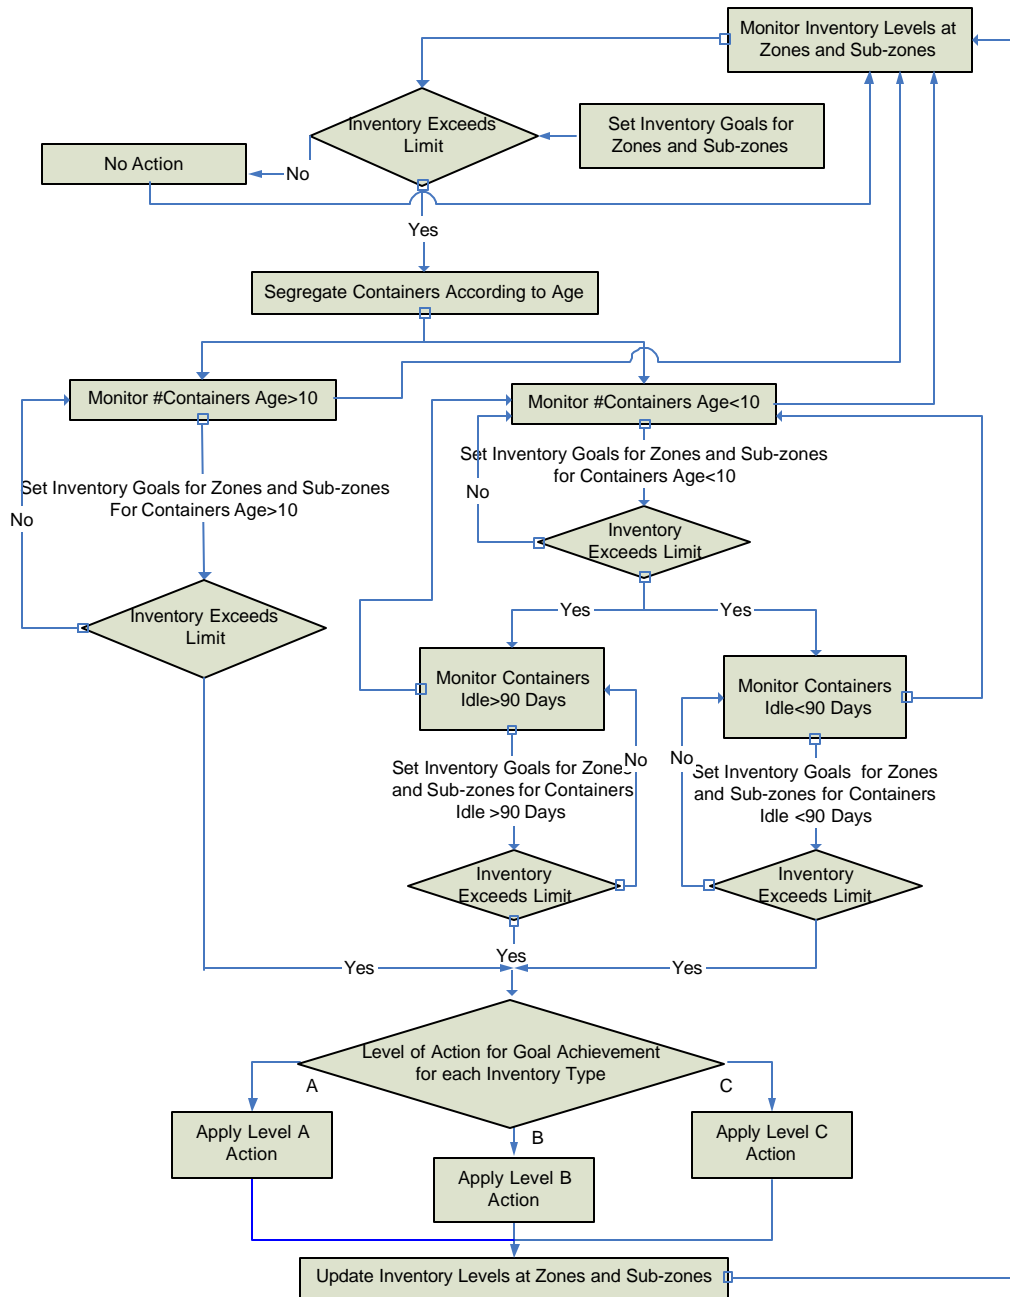 Monitor Inventory Levels at
Zones and Sub-zones
Inventory Exceeds
Limit
Set Inventory Goals for
Zones and Sub-zones
No Action
No
Yes
Segregate Containers According to Age
Monitor #Containers Age>10
Monitor #Containers Age<10
Set Inventory Goals for Zones and Sub-zones
for Containers Age<10
Set Inventory Goals for Zones and Sub-zones
For Containers Age>10
No
No
Inventory
Exceeds Limit
Inventory Exceeds
Limit
Yes
Yes
Monitor Containers
Idle>90 Days
Monitor Containers
Idle<90 Days
No
No
Set Inventory Goals for Zones
and Sub-zones for Containers
Idle >90 Days
Set Inventory Goals for Zones
and Sub-zones for Containers
Idle <90 Days
Inventory
Exceeds Limit
Inventory
Exceeds Limit
Yes
Yes
Yes
Level of Action for Goal Achievement
for each Inventory Type
A
B
C
Apply Level A
Action
Apply Level B
Action
Apply Level C
Action
Update Inventory Levels at Zones and Sub-zones